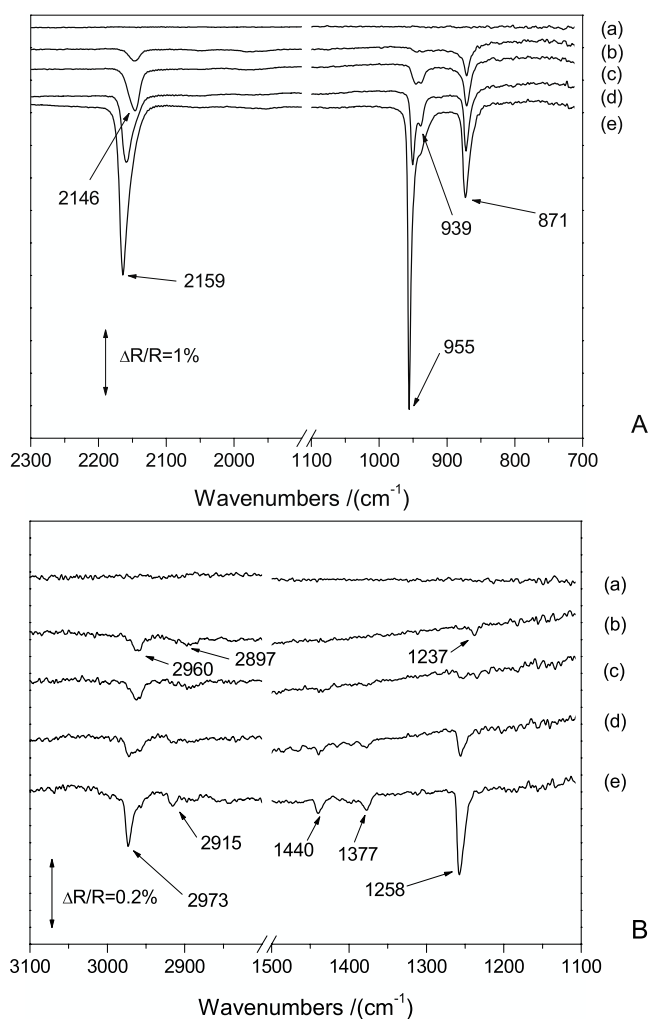 (a)
(b)
(c)
(d)
(e)
2146
939
871
2159
955
ΔR/R=1%
A
2300 2200 2100 2000 1100 1000 900 800 700
Wavenumbers /(cm⁻¹)
(a)
(b)
2960
2897
1237
(c)
(d)
(e)
2915
1440
1377
2973
1258
ΔR/R=0.2%
B
3100 3000 2900 1500 1400 1300 1200 1100
Wavenumbers /(cm⁻¹)